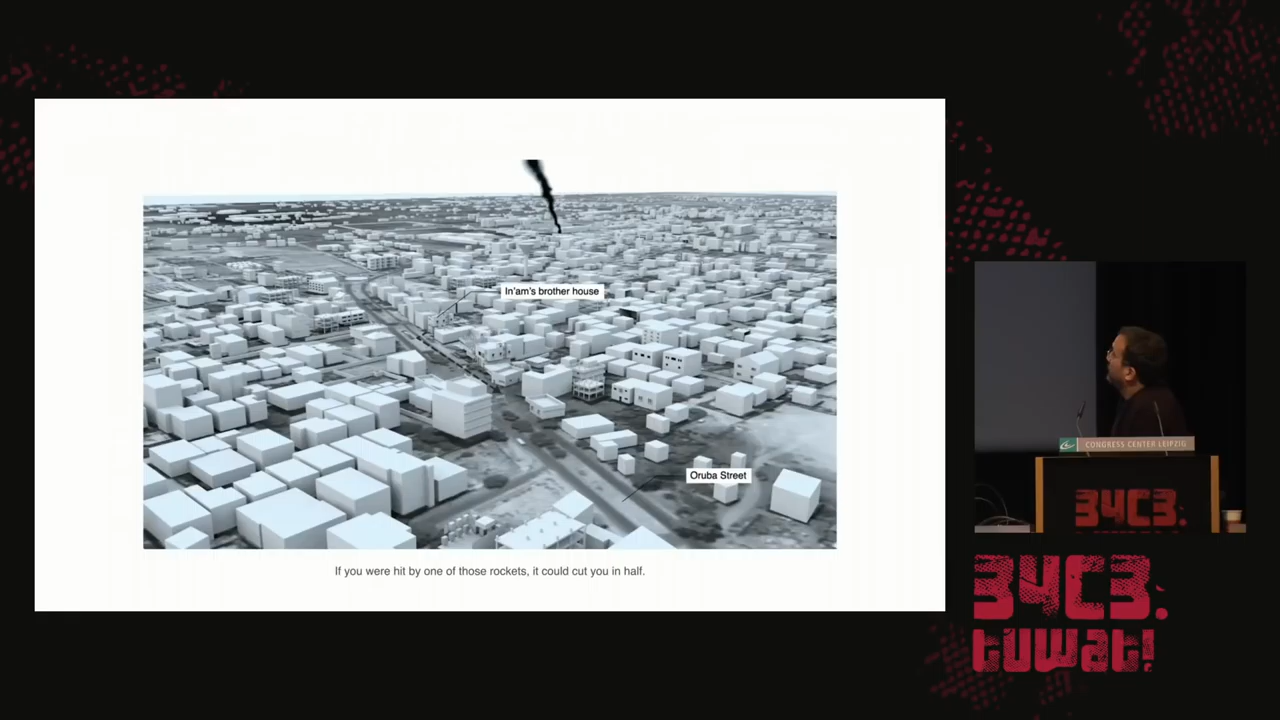 In'am's brother house
Oruba Street
If you were hit by one of those rockets, it could cut you in half.
CONGRESS CENTER LEIPZIG
34C3.
34C3.
tuwat!